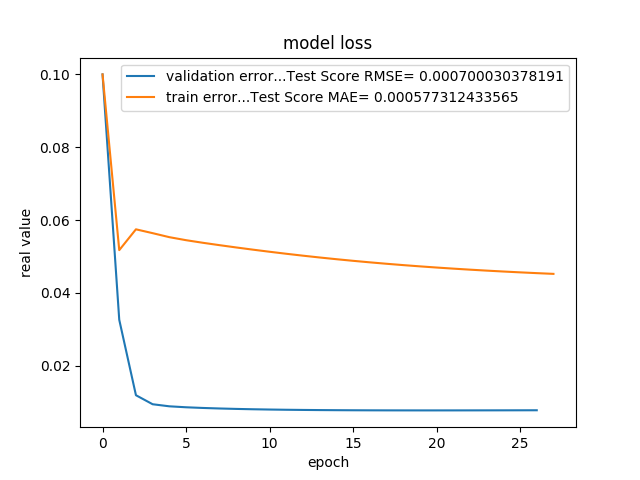 model loss
validation error...Test Score RMSE= 0.000700030378191
train error...Test Score MAE= 0.000577312433565
0.10
0.08
0.06
0.04
0.02
real value
0 5 10 15 20 25
epoch